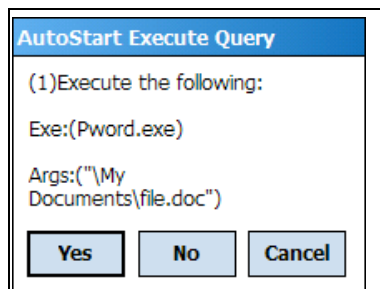 AutoStart Execute Query
(1)Execute the following:
Exe:(Pword.exe)
Args:("\My
Documents\file.doc")
Yes No Cancel